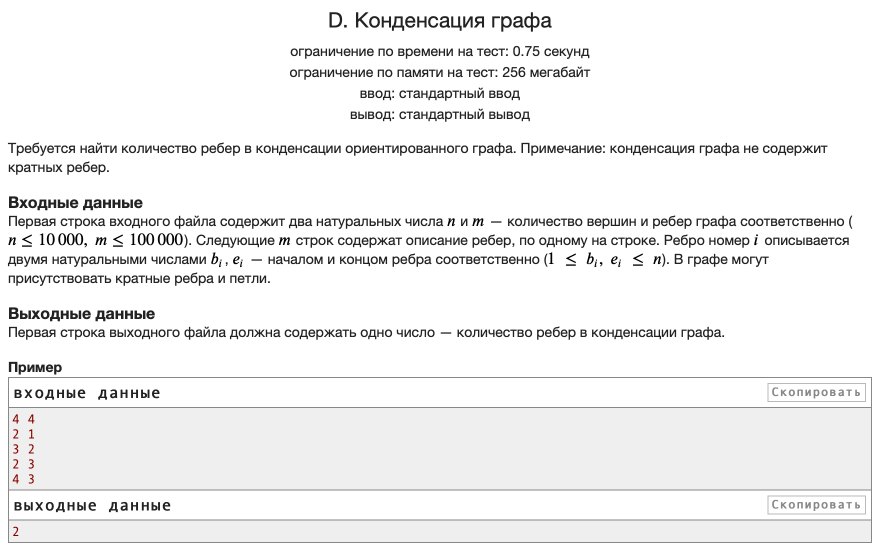 D. Конденсация графа
ограничение по времени на тест: 0.75 секунд
ограничение по памяти на тест: 256 мегабайт
ввод: стандартный ввод
вывод: стандартный вывод
Требуется найти количество ребер в конденсации ориентированного графа. Примечание: конденсация графа не содержит
кратных ребер.
Входные данные
Первая строка входного файла содержит два натуральных числа n и m — количество вершин и ребер графа соответственно (
n ≤ 10 000, m ≤ 100 000). Следующие m строк содержат описание ребер, по одному на строке. Ребро номер i описывается
двумя натуральными числами b_i, e_i — началом и концом ребра соответственно (1 ≤ b_i, e_i ≤ n). В графе могут
присутствовать кратные ребра и петли.
Выходные данные
Первая строка выходного файла должна содержать одно число — количество ребер в конденсации графа.
Пример
входные данные Скопировать
4 4
2 1
3 2
2 3
4 3
выходные данные Скопировать
2